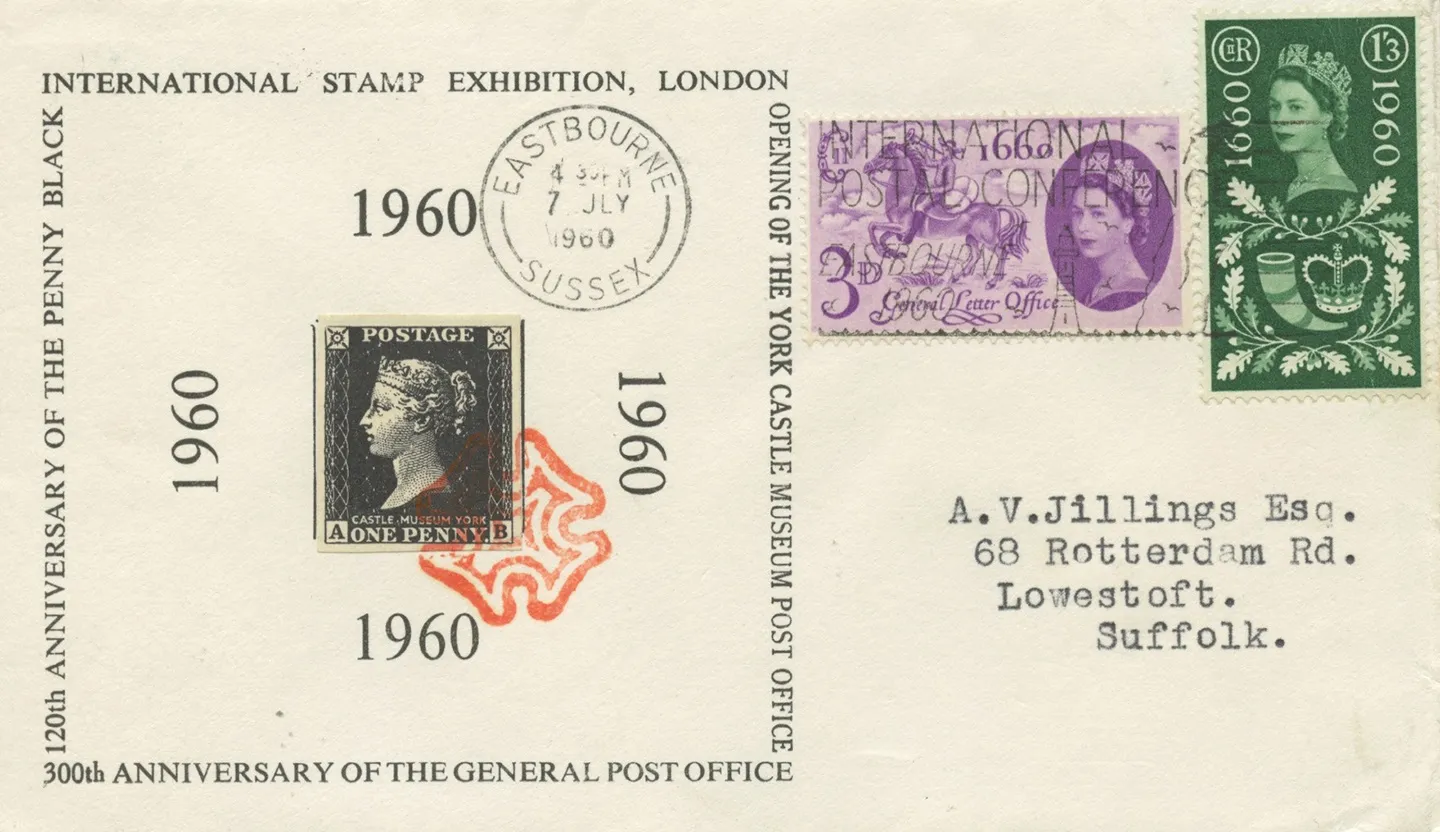 INTERNATIONAL STAMP EXHIBITION, LONDON
120th ANNIVERSARY OF THE PENNY BLACK
OPENING OF THE YORK CASTLE MUSEUM POST OFFICE
300th ANNIVERSARY OF THE GENERAL POST OFFICE
1960
1960
1960
1960
EASTBOURNE
4 30 PM
7 JLY
1960
SUSSEX
POSTAGE
CASTLE·MUSEUM YORK
A ONE PENNY B
INTERNATIONAL
POSTAL CONFERENCE
EASTBOURNE
1960
1660
3D
General Letter Office
1'3
1660
1960
A.V.Jillings Esq.
68 Rotterdam Rd.
Lowestoft.
Suffolk.